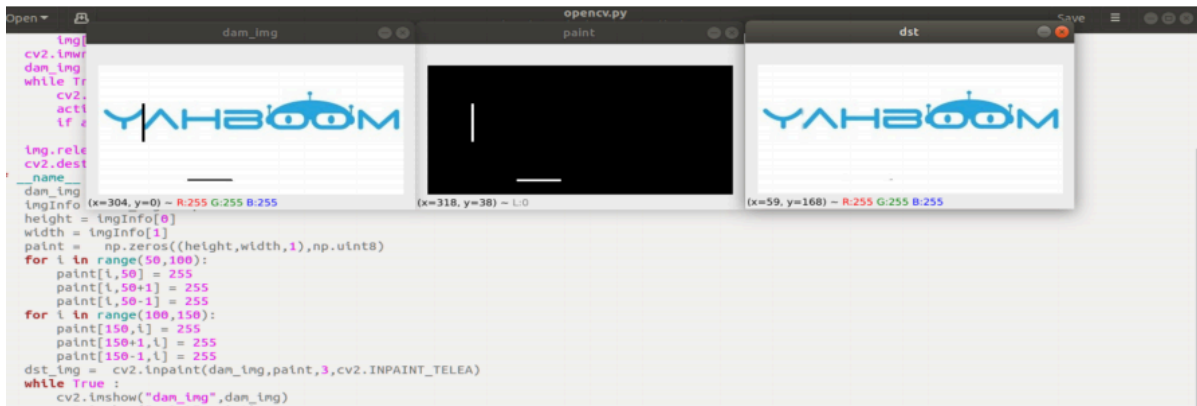 Open
opencv.py
Save
dam_img
paint
dst
img[
cv2.imwr
dam_img
while Tr
cv2.
acti
if a
img.rele
cv2.dest
__name__
dam_img
imgInfo
YAHBOOM
YAHBOOM
(x=304, y=0) ~ R:255 G:255 B:255
(x=318, y=38) ~ L:0
(x=59, y=168) ~ R:255 G:255 B:255
height = imgInfo[0]
width = imgInfo[1]
paint =   np.zeros((height,width,1),np.uint8)
for i in range(50,100):
    paint[i,50] = 255
    paint[i,50+1] = 255
    paint[i,50-1] = 255
for i in range(100,150):
    paint[150,i] = 255
    paint[150+1,i] = 255
    paint[150-1,i] = 255
dst_img =  cv2.inpaint(dam_img,paint,3,cv2.INPAINT_TELEA)
while True :
    cv2.imshow("dam_img",dam_img)